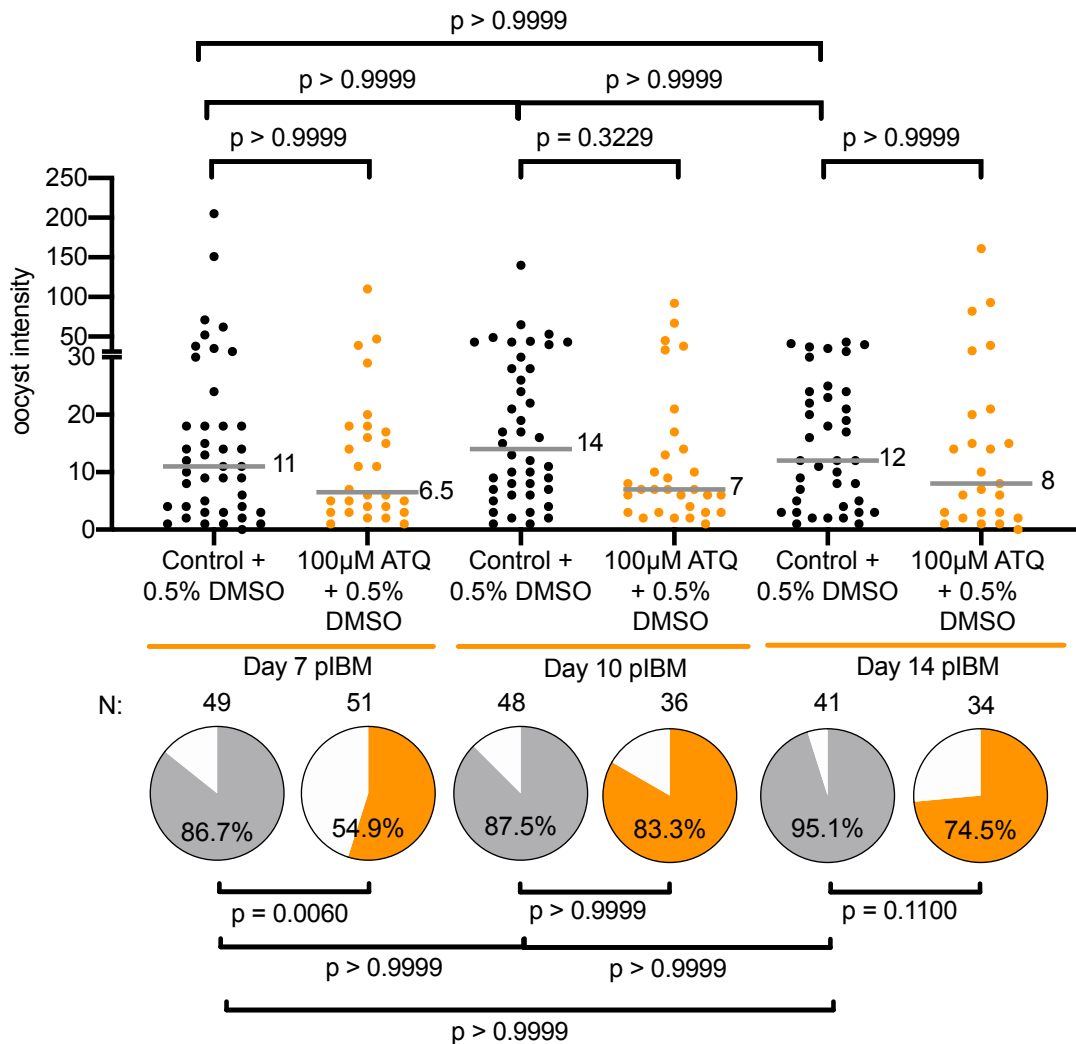 p > 0.9999
p > 0.9999 p > 0.9999
p > 0.9999 p = 0.3229 p > 0.9999
oocyst intensity
250
200
150
100
50
30
20
10
0
11
6.5
14
7
12
8
Control + 0.5% DMSO
100µM ATQ + 0.5% DMSO
Control + 0.5% DMSO
100µM ATQ + 0.5% DMSO
Control + 0.5% DMSO
100µM ATQ + 0.5% DMSO
Day 7 pIBM Day 10 pIBM Day 14 pIBM
N: 49 51 48 36 41 34
86.7% 54.9% 87.5% 83.3% 95.1% 74.5%
p = 0.0060 p > 0.9999 p = 0.1100
p > 0.9999 p > 0.9999
p > 0.9999